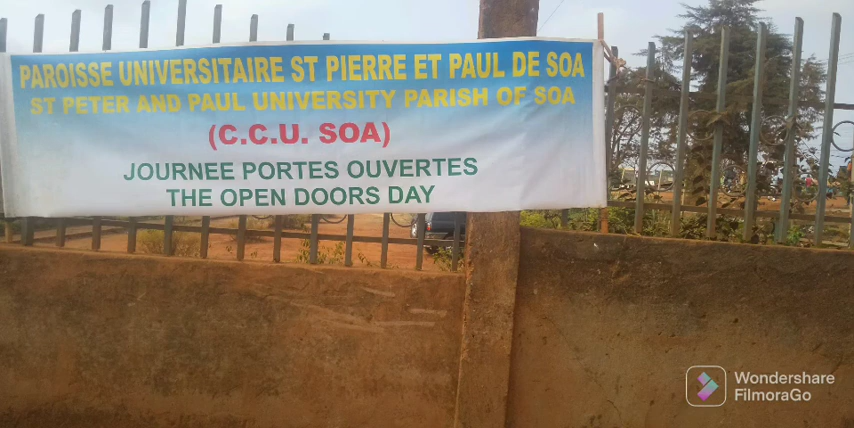 PAROISSE UNIVERSITAIRE ST PIERRE ET PAUL DE SOA
ST PETER AND PAUL UNIVERSITY PARISH OF SOA
(C.C.U. SOA)
JOURNEE PORTES OUVERTES
THE OPEN DOORS DAY
Wondershare
FilmoraGo